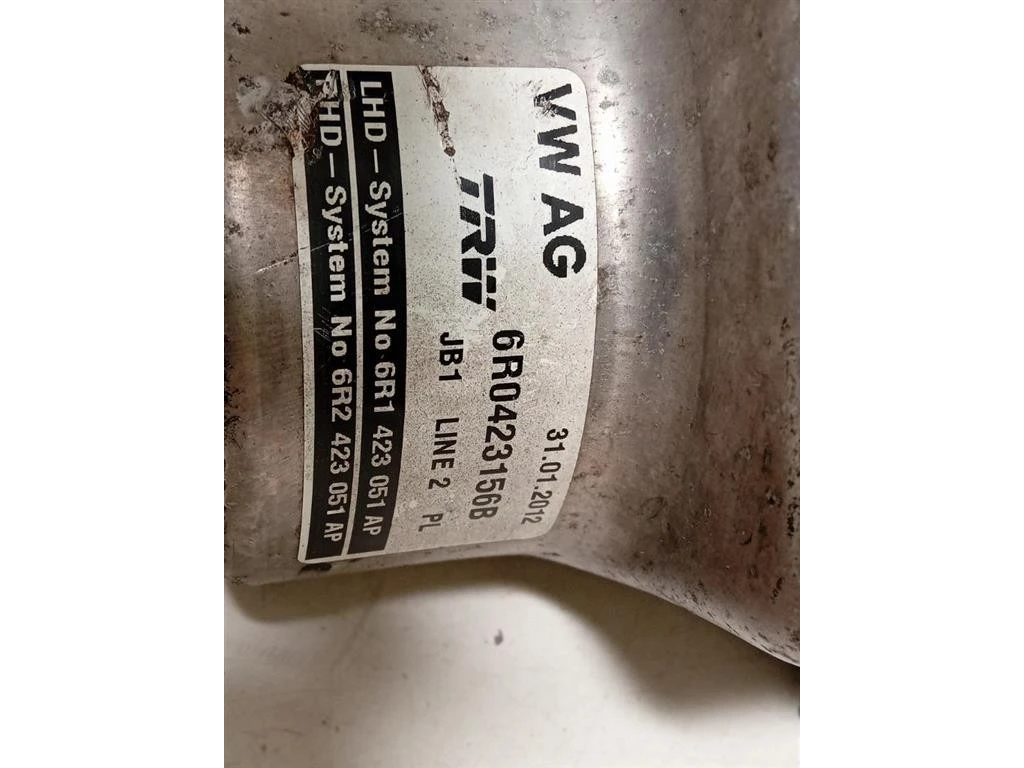 VW AG
31.01.2012
TRW 6R0423156B
JB1 LINE 2 PL
LHD-System No 6R1 423 051 AP
RHD-System No 6R2 423 051 AP